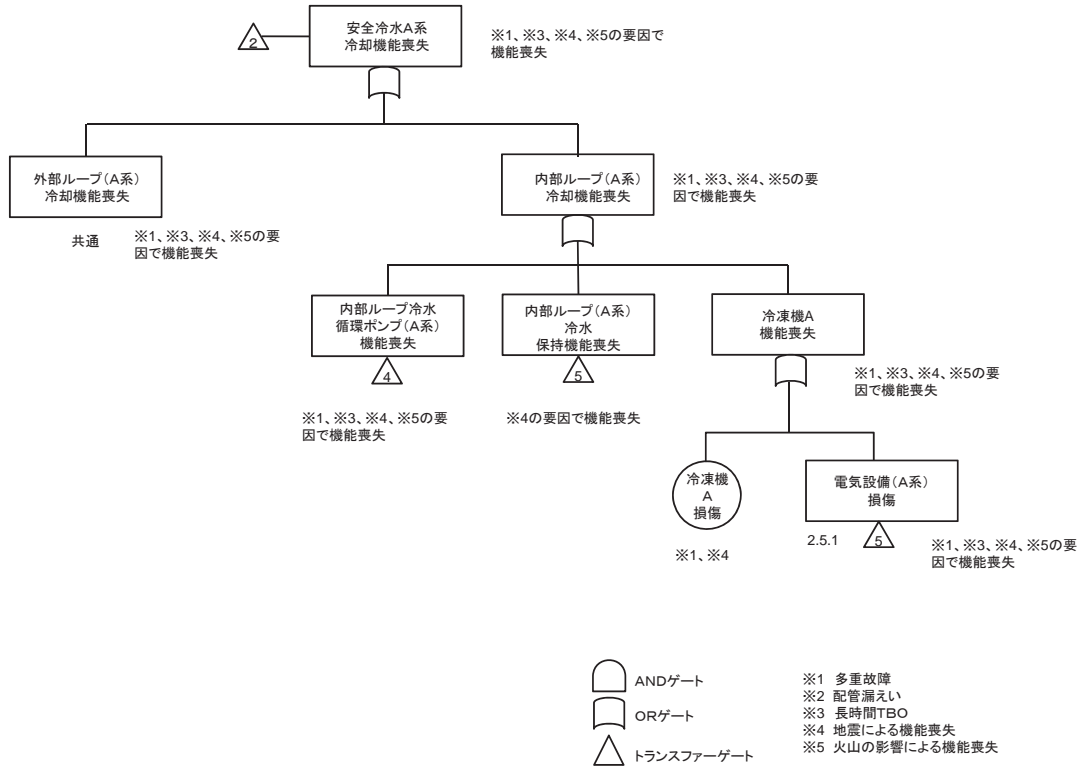 2
安全冷水A系
冷却機能喪失
※1、※3、※4、※5の要因で
機能喪失
外部ループ（A系）
冷却機能喪失
共通
※1、※3、※4、※5の要
因で機能喪失
内部ループ（A系）
冷却機能喪失
※1、※3、※4、※5の要
因で機能喪失
内部ループ冷水
循環ポンプ（A系）
機能喪失
4
※1、※3、※4、※5の要
因で機能喪失
内部ループ（A系）
冷水
保持機能喪失
5
※4の要因で機能喪失
冷凍機A
機能喪失
※1、※3、※4、※5の要
因で機能喪失
冷凍機
A
損傷
※1、※4
電気設備（A系）
損傷
2.5.1
5
※1、※3、※4、※5の要
因で機能喪失
ANDゲート
ORゲート
トランスファーゲート
※1 多重故障
※2 配管漏えい
※3 長時間TBO
※4 地震による機能喪失
※5 火山の影響による機能喪失